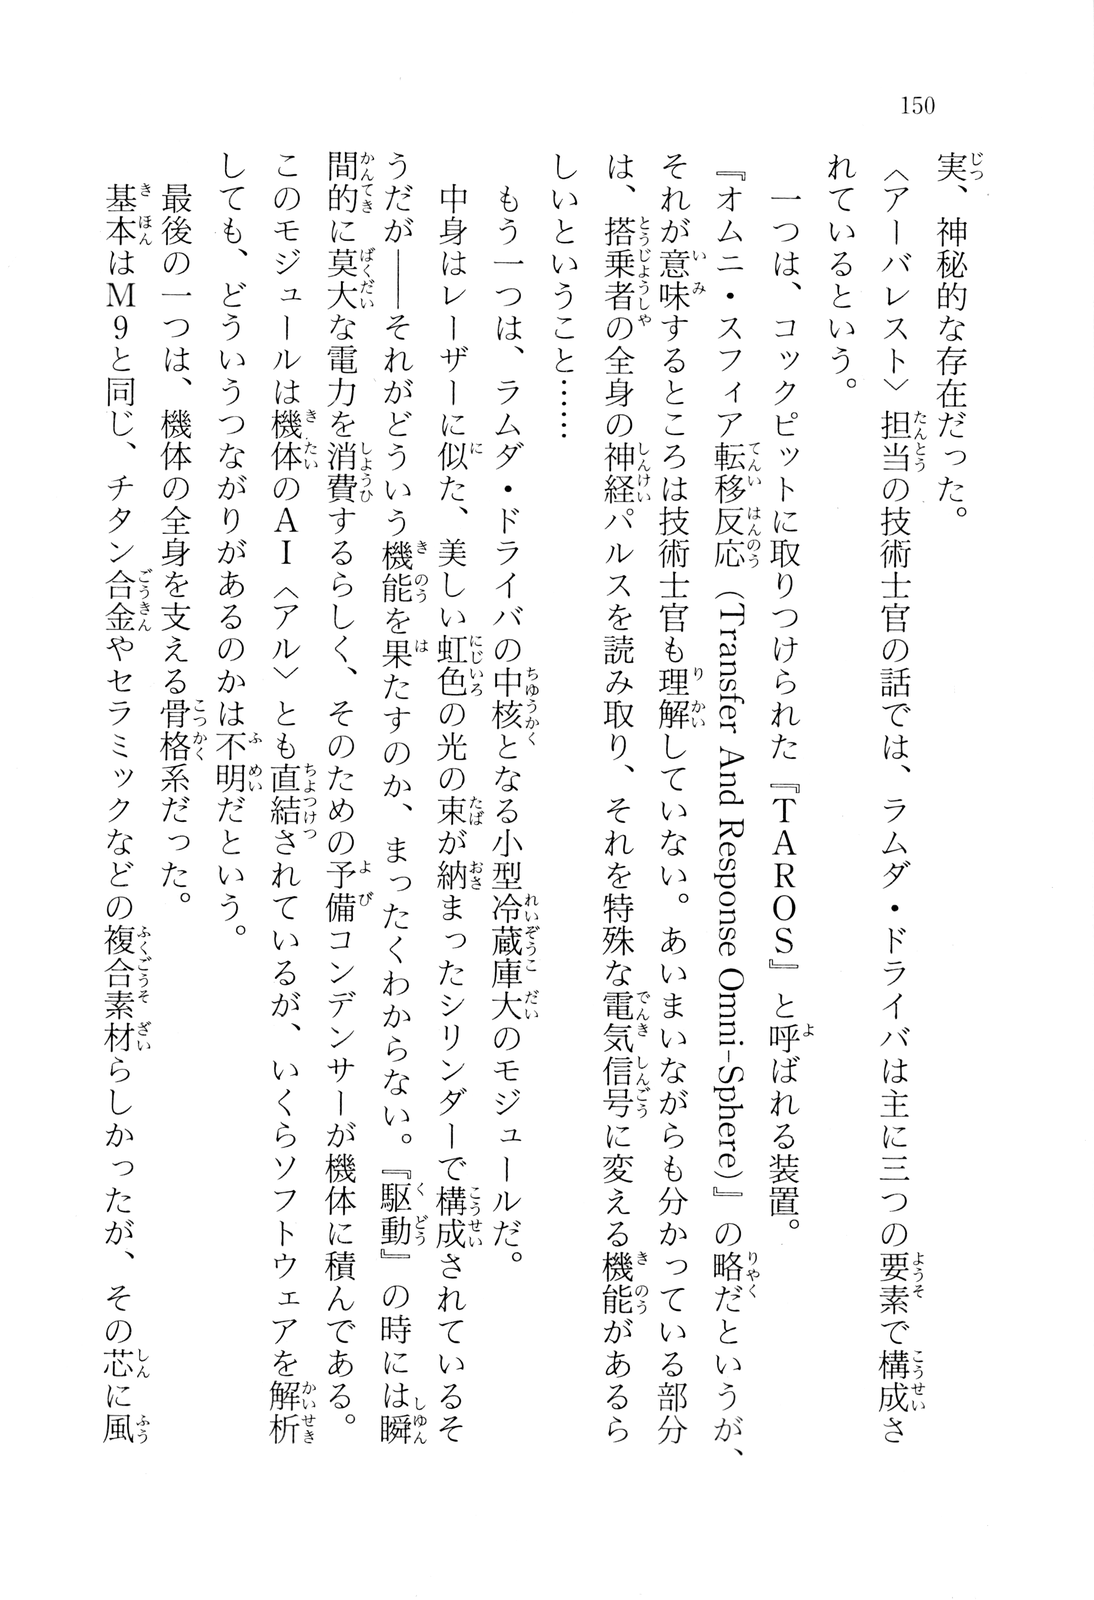 150
実、神秘的な存在だった。
〈アーバレスト〉担当の技術士官の話では、ラムダ・ドライバは主に三つの要素で構成さ
れているという。
一つは、コックピットに取りつけられた『TAROS』と呼ばれる装置。
『オムニ・スフィア転移反応（Transfer And Response Omni-Sphere）』の略だというが、
それが意味するところは技術士官も理解していない。あいまいながらも分かっている部分
は、搭乗者の全身の神経パルスを読み取り、それを特殊な電気信号に変える機能があるら
しいということ……
もう一つは、ラムダ・ドライバの中核となる小型冷蔵庫大のモジュールだ。
中身はレーザーに似た、美しい虹色の光の束が納まったシリンダーで構成されているそ
うだが――それがどういう機能を果たすのか、まったくわからない。『駆動』の時には瞬
間的に莫大な電力を消費するらしく、そのための予備コンデンサーが機体に積んである。
このモジュールは機体のAI〈アル〉とも直結されているが、いくらソフトウェアを解析
しても、どういうつながりがあるのかは不明だという。
最後の一つは、機体の全身を支える骨格系だった。
基本はM9と同じ、チタン合金やセラミックなどの複合素材らしかったが、その芯に風